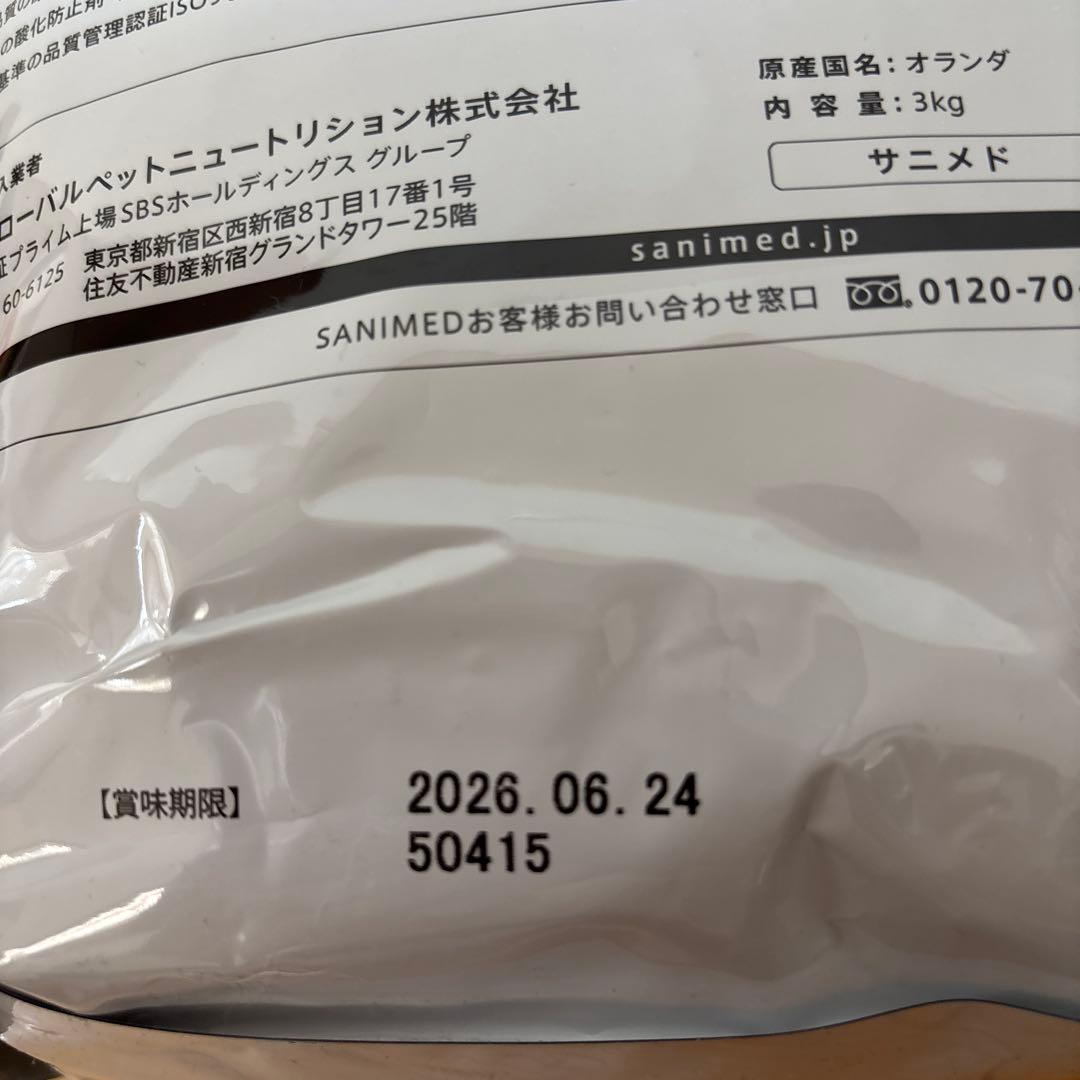 の酸化防止剤
基準の品質管理認証ISO9
入業者
ローバルペットニュートリション株式会社
証プライム上場SBSホールディングス グループ
60-6125 東京都新宿区西新宿8丁目17番1号
住友不動産新宿グランドタワー25階
原産国名:オランダ
内容量:3kg
サニメド
sanimed.jp
SANIMEDお客様お問い合わせ窓口 0120-70
【賞味期限】 2026.06.24
50415